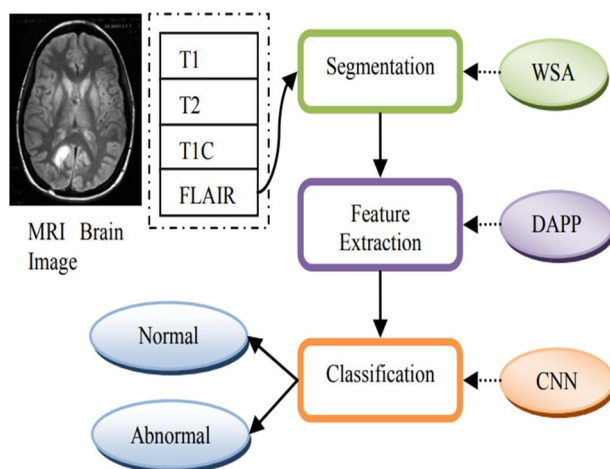 T1
T2
T1C
FLAIR
MRI Brain
Image
Segmentation
WSA
Feature
Extraction
DAPP
Classification
CNN
Normal
Abnormal